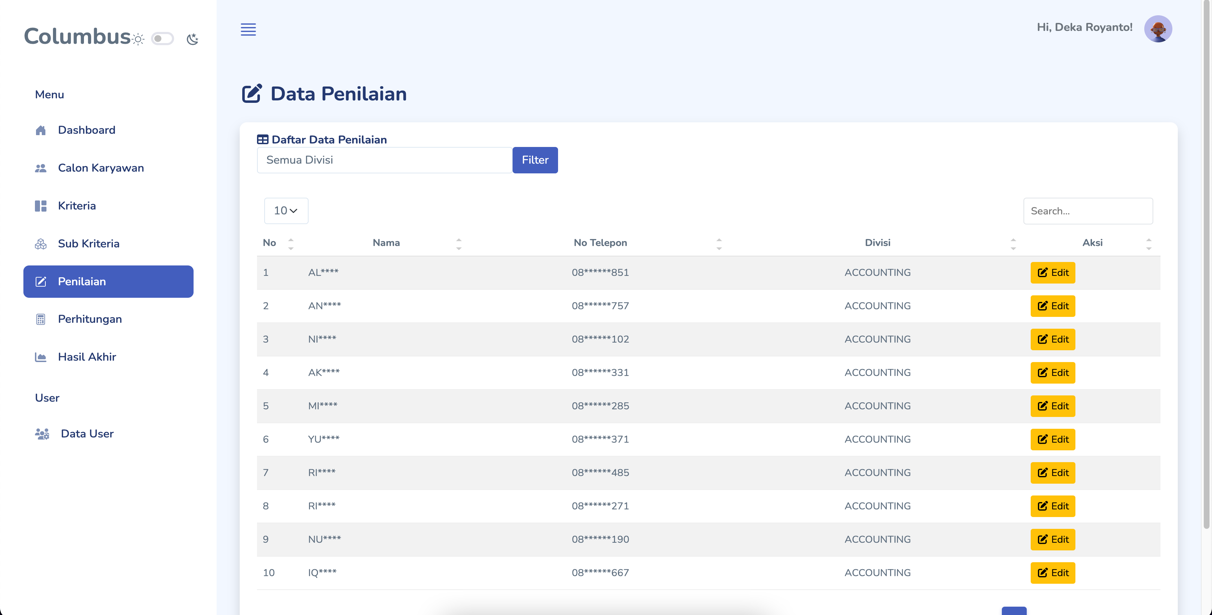 Columbus
Hi, Deka Royanto!
Menu
Dashboard
Calon Karyawan
Kriteria
Sub Kriteria
Penilaian
Perhitungan
Hasil Akhir
User
Data User
Data Penilaian
Daftar Data Penilaian
Semua Divisi Filter
10 Search...
No Nama No Telepon Divisi Aksi
1 AL**** 08******851 ACCOUNTING Edit
2 AN**** 08******757 ACCOUNTING Edit
3 NI**** 08******102 ACCOUNTING Edit
4 AK**** 08******331 ACCOUNTING Edit
5 MI**** 08******285 ACCOUNTING Edit
6 YU**** 08******371 ACCOUNTING Edit
7 RI**** 08******485 ACCOUNTING Edit
8 RI**** 08******271 ACCOUNTING Edit
9 NU**** 08******190 ACCOUNTING Edit
10 IQ**** 08******667 ACCOUNTING Edit